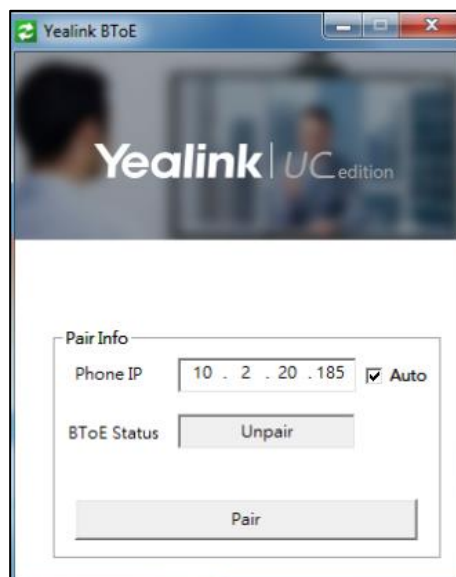 Yealink BToE
Yealink | UC edition
Pair Info
Phone IP 10 . 2 . 20 . 185 Auto
BToE Status Unpair
Pair